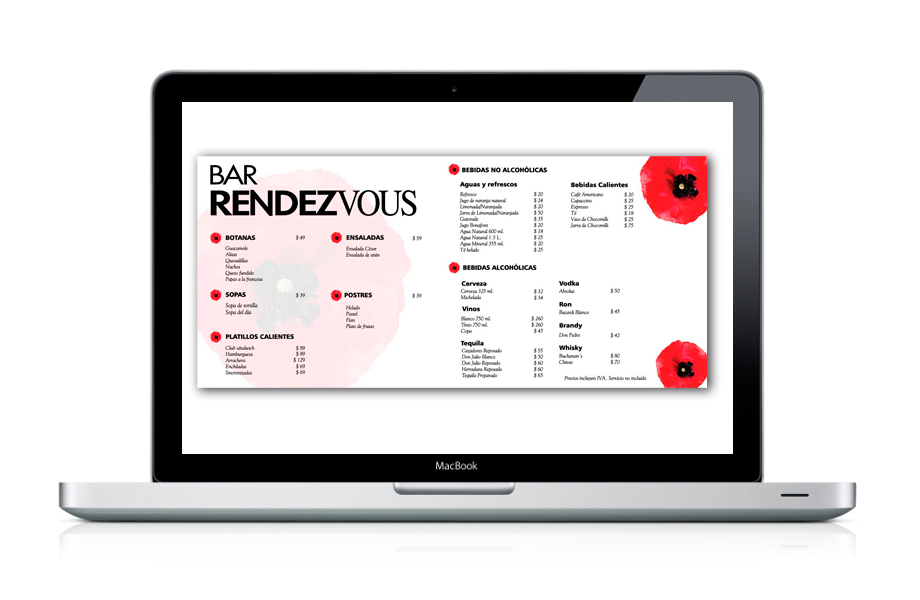 BAR
RENDEZVOUS
BOTANAS $ 49
Guacamole
Alitas
Quesadillas
Nachos
Queso fundido
Papas a la francesa
ENSALADAS $ 59
Ensalada César
Ensalada de atún
SOPAS $ 39
Sopa de tortilla
Sopa del día
POSTRES $ 39
Helado
Pastel
Flan
Plato de frutas
PLATILLOS CALIENTES
Club sándwich $ 89
Hamburguesa $ 89
Arrachera $ 129
Enchiladas $ 69
Sincronizadas $ 69
BEBIDAS NO ALCOHÓLICAS
Aguas y refrescos
Refresco $ 20
Jugo de naranja natural $ 24
Limonada/Naranjada $ 20
Jarra de Limonada/Naranjada $ 50
Gatorade $ 35
Jugo Bonafont $ 20
Agua Natural 600 ml. $ 18
Agua Natural 1.5 L. $ 25
Agua Mineral 355 ml. $ 20
Té helado $ 25
Bebidas Calientes
Café Americano $ 20
Capuccino $ 25
Espresso $ 25
Té $ 18
Vaso de Chocomilk $ 25
Jarra de Chocomilk $ 75
BEBIDAS ALCOHÓLICAS
Cerveza
Cerveza 325 ml. $ 32
Michelada $ 34
Vinos
Blanco 750 ml. $ 260
Tinto 750 ml. $ 260
Copa $ 45
Tequila
Cazadores Reposado $ 55
Don Julio Blanco $ 50
Don Julio Reposado $ 60
Herradura Reposado $ 60
Tequila Preparado $ 65
Vodka
Absolut $ 50
Ron
Bacardi Blanco $ 45
Brandy
Don Pedro $ 42
Whisky
Buchanan's $ 80
Chivas $ 70
Precios incluyen IVA. Servicio no incluido
MacBook